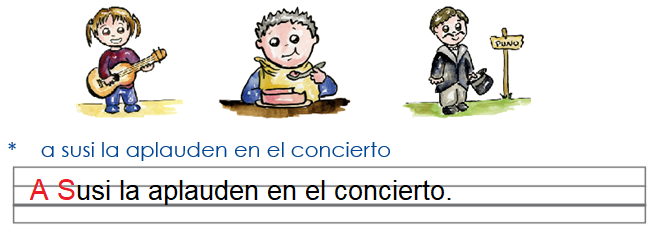 PUNO
* a susi la aplauden en el concierto
A Susi la aplauden en el concierto.